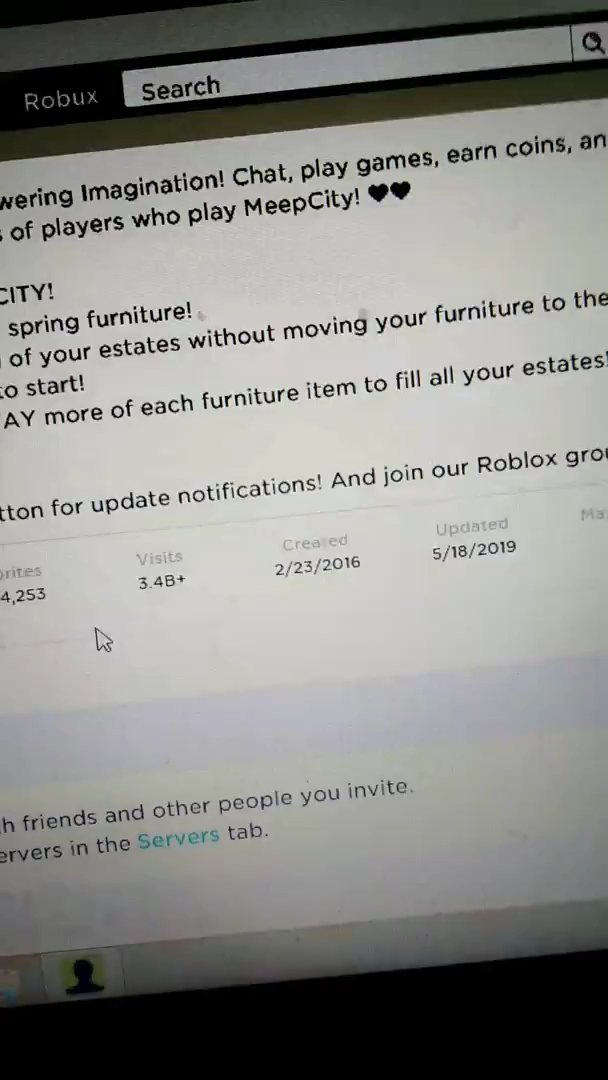 Robux Search
wering Imagination! Chat, play games, earn coins, an
s of players who play MeepCity! ♥♥
CITY!
spring furniture!
of your estates without moving your furniture to the
to start!
AY more of each furniture item to fill all your estates!
tton for update notifications! And join our Roblox gro
orites Visits Created Updated Ma
4,253 3.4B+ 2/23/2016 5/18/2019
h friends and other people you invite.
ervers in the Servers tab.